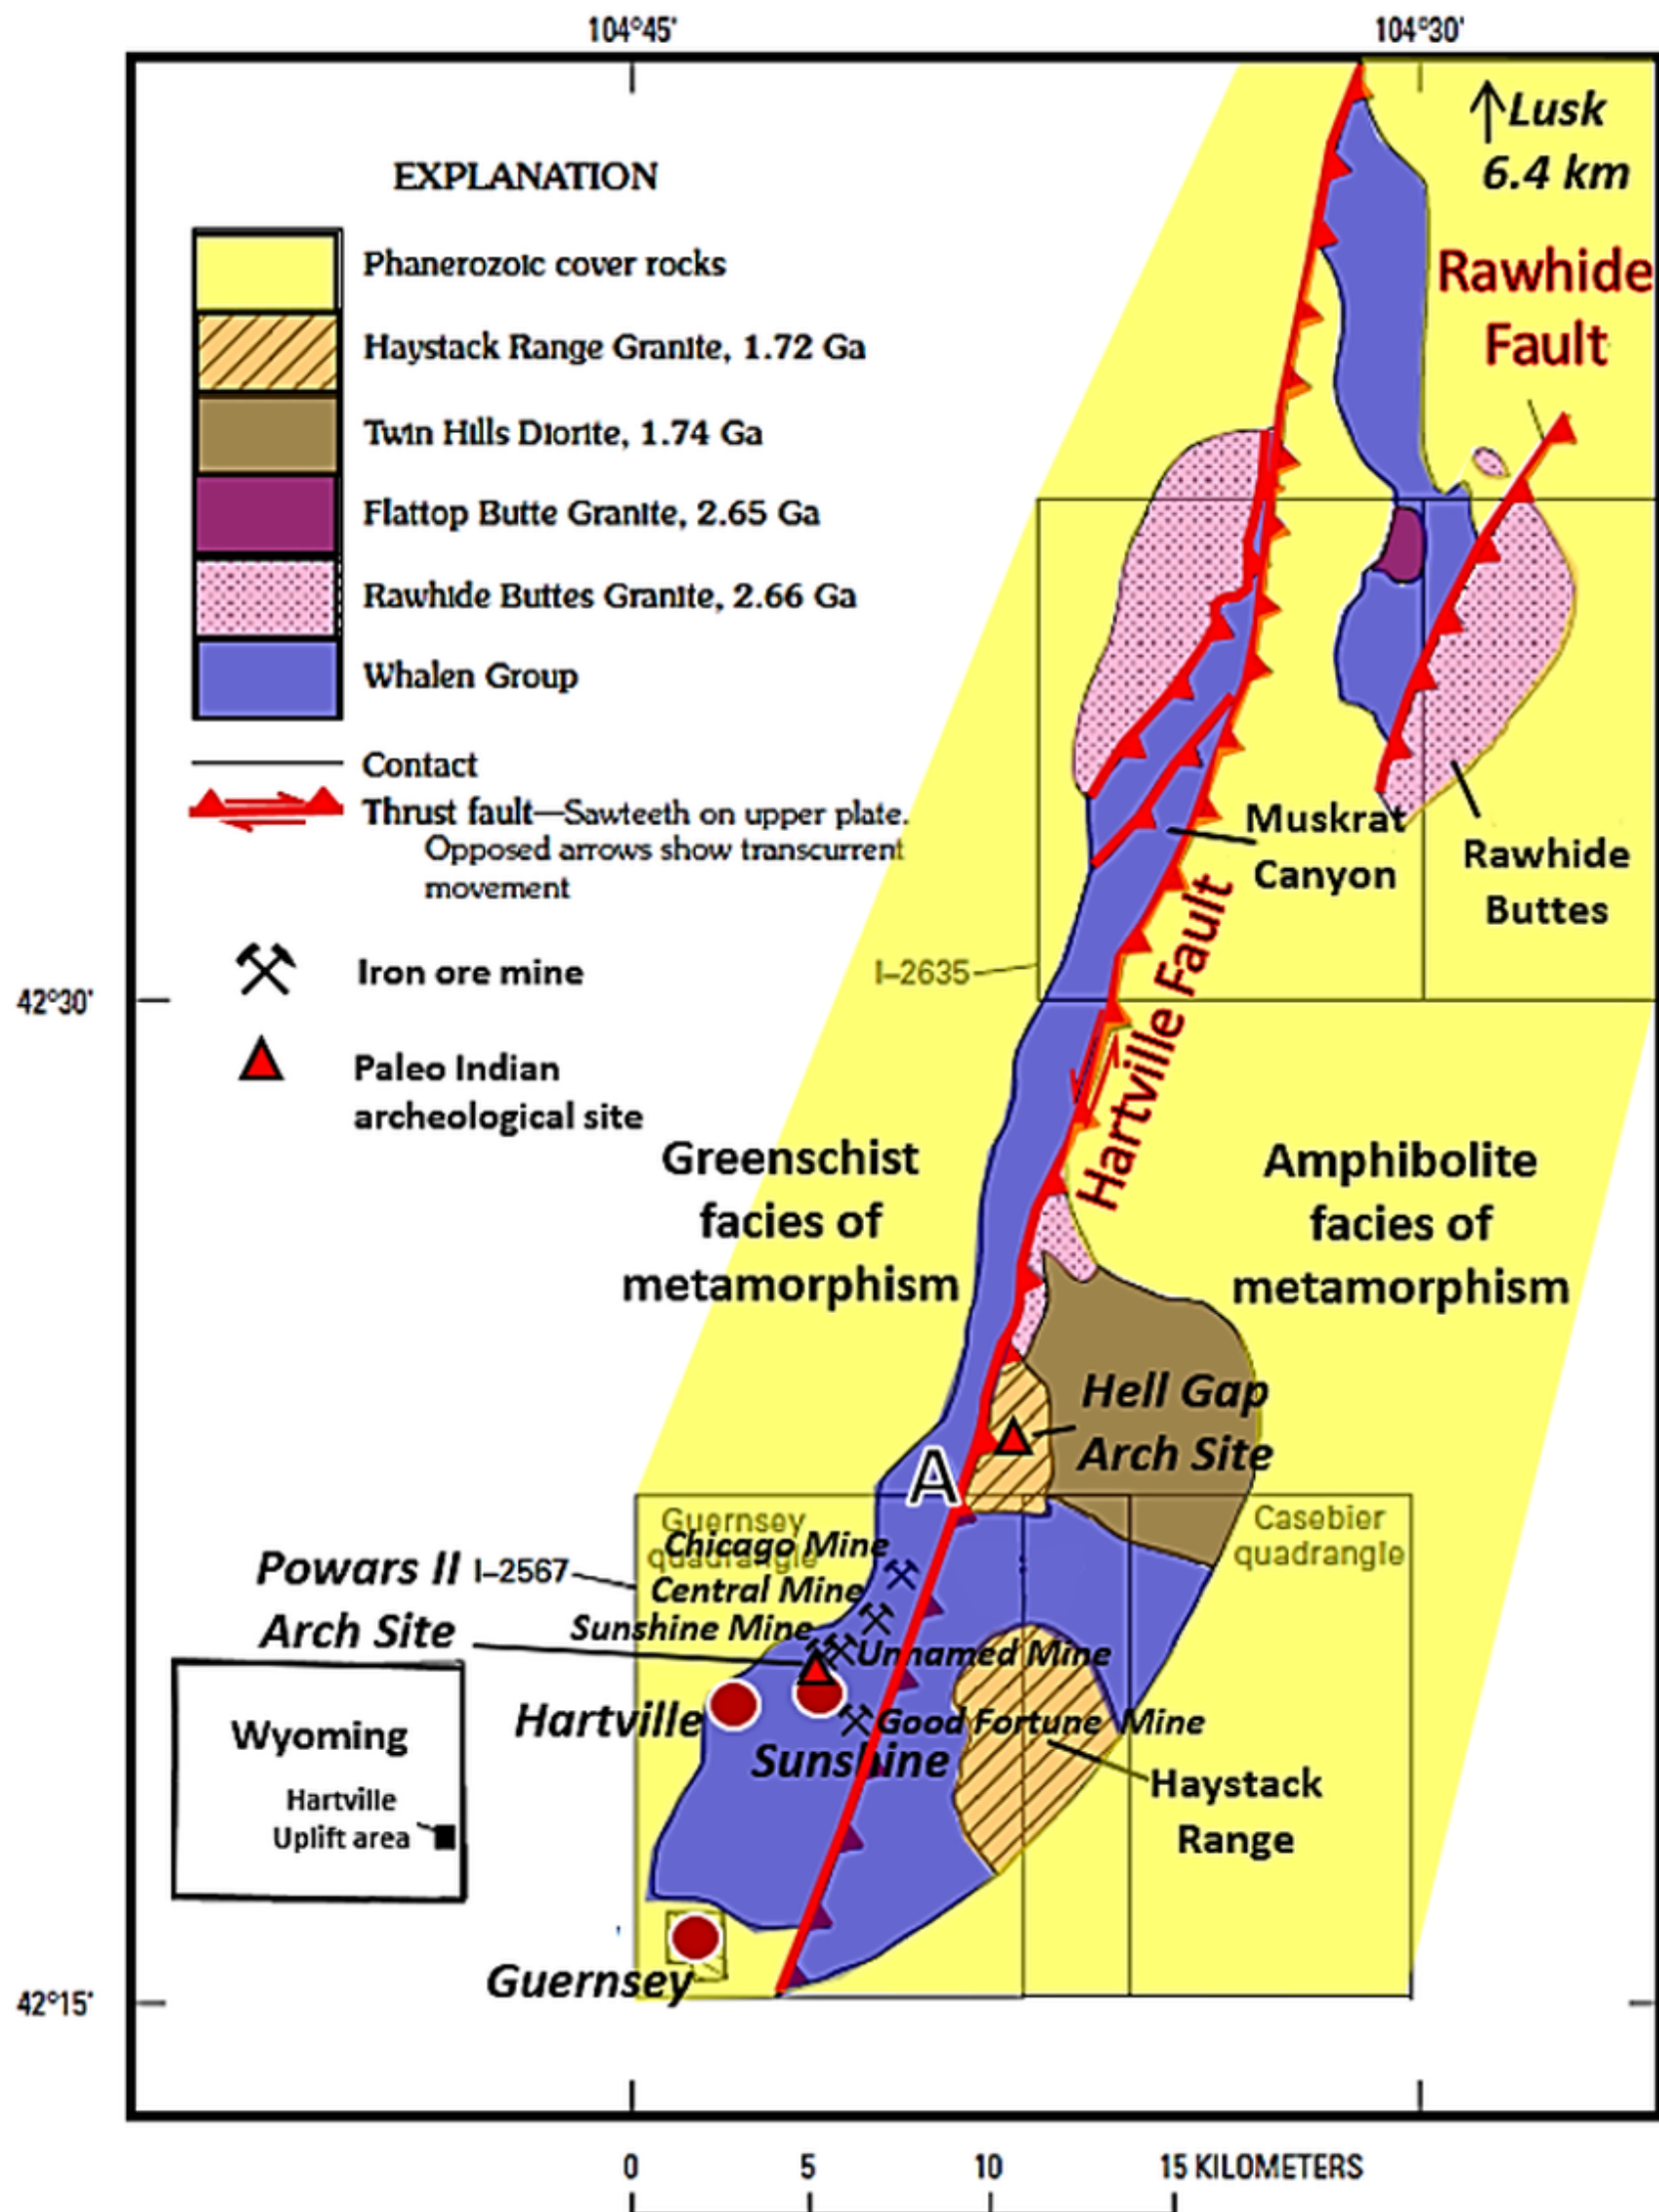 104°45'
104°30'
↑Lusk
6.4 km
EXPLANATION
Phanerozoic cover rocks
Haystack Range Granite, 1.72 Ga
Twin Hills Diorite, 1.74 Ga
Flattop Butte Granite, 2.65 Ga
Rawhide Buttes Granite, 2.66 Ga
Whalen Group
Contact
Thrust fault—Sawteeth on upper plate.
Opposed arrows show transcurrent
movement
Iron ore mine
Paleo Indian
archeological site
Rawhide
Fault
Muskrat
Canyon
Rawhide
Buttes
I-2635
42°30'
Hartville Fault
Greenschist
facies of
metamorphism
Amphibolite
facies of
metamorphism
Hell Gap
Arch Site
A
Guernsey
quadrangle
Casebier
quadrangle
Chicago Mine
Powars II
Arch Site
I-2567
Central Mine
Sunshine Mine
Unnamed Mine
Hartville
Good Fortune Mine
Sunshine
Haystack
Range
Wyoming
Hartville
Uplift area
Guernsey
42°15'
0 5 10 15 KILOMETERS